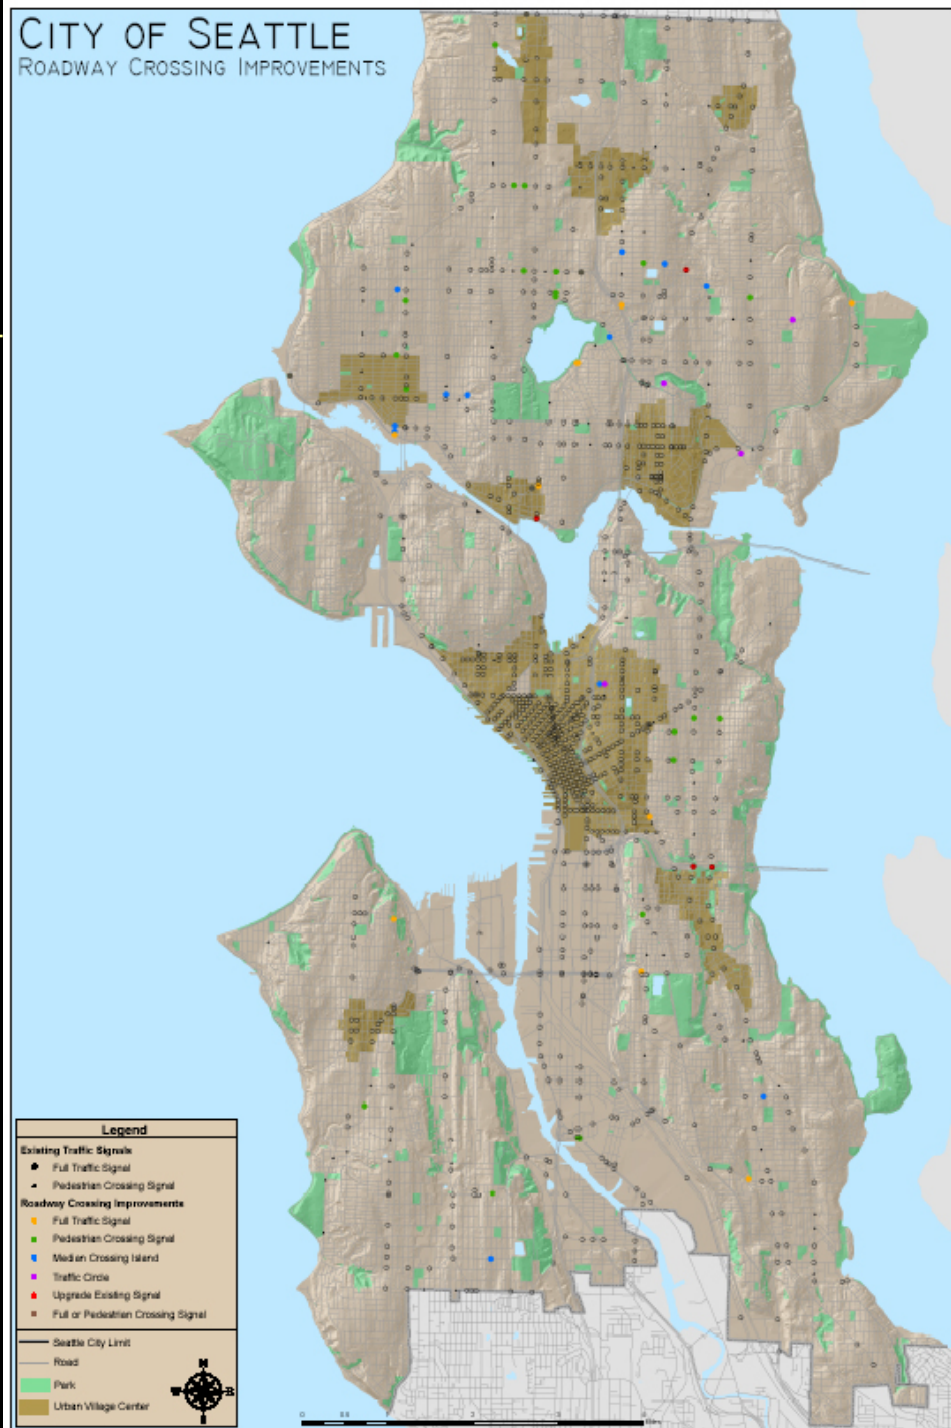 CITY OF SEATTLE
ROADWAY CROSSING IMPROVEMENTS
Legend
Existing Traffic Signals
Full Traffic Signal
Pedestrian Crossing Signal
Roadway Crossing Improvements
Full Traffic Signal
Pedestrian Crossing Signal
Median Crossing Island
Traffic Circle
Upgrade Existing Signal
Full or Pedestrian Crossing Signal
Seattle City Limit
Road
Park
Urban Village Center
N
W E
S